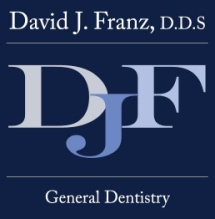 David J. Franz, D.D.S
DJF
General Dentistry